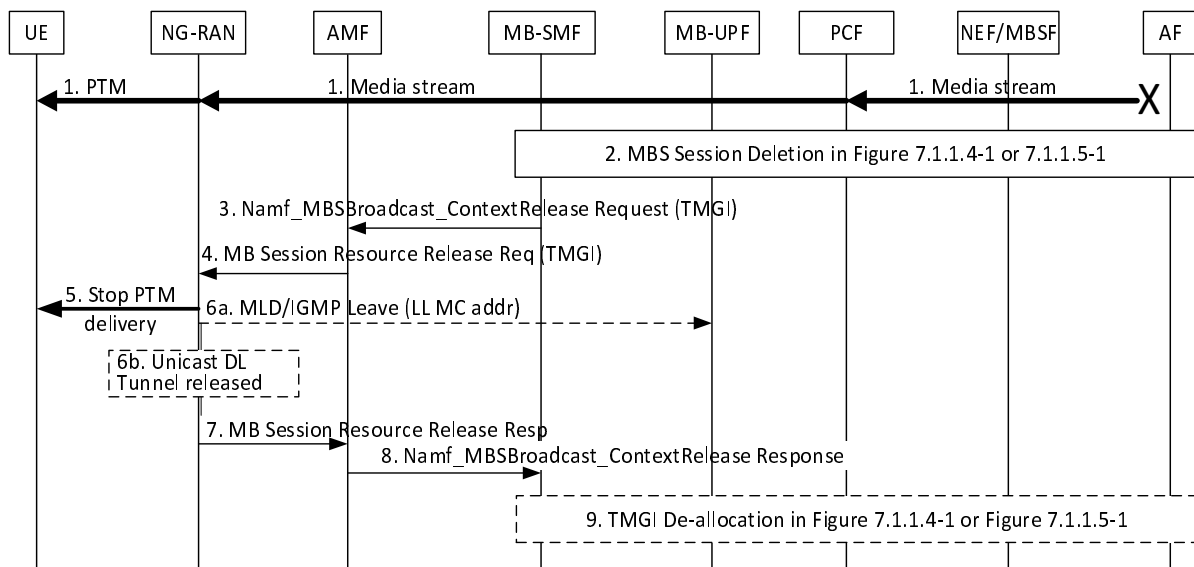 UE
NG-RAN
AMF
MB-SMF
MB-UPF
PCF
NEF/MBSF
AF
1. PTM
1. Media stream
1. Media stream
X
2. MBS Session Deletion in Figure 7.1.1.4-1 or 7.1.1.5-1
3. Namf_MBSBroadcast_ContextRelease Request (TMGI)
4. MB Session Resource Release Req (TMGI)
5. Stop PTM
delivery
6a. MLD/IGMP Leave (LL MC addr)
6b. Unicast DL
Tunnel released
7. MB Session Resource Release Resp
8. Namf_MBSBroadcast_ContextRelease Response
9. TMGI De-allocation in Figure 7.1.1.4-1 or Figure 7.1.1.5-1